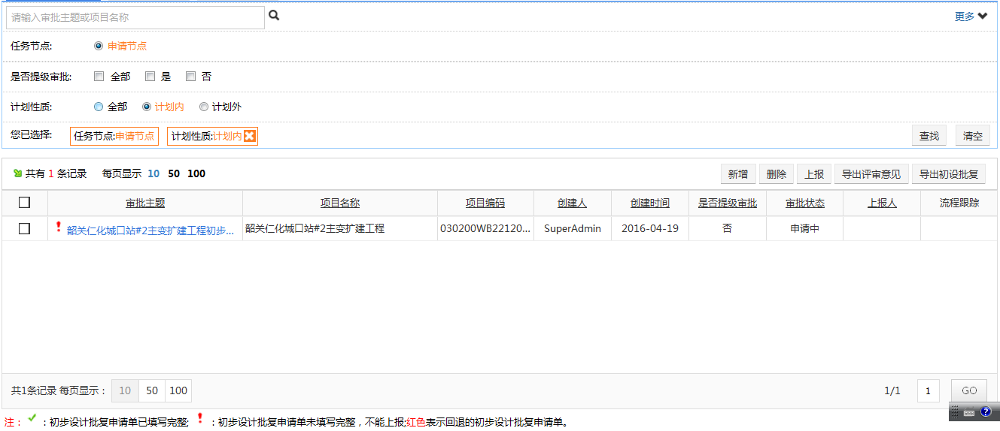 请输入审批主题或项目名称 更多
任务节点: 申请节点
是否提级审批: 全部 是 否
计划性质: 全部 计划内 计划外
您已选择: 任务节点:申请节点 计划性质:计划内 查找 清空
共有 1 条记录 每页显示 10 50 100 新增 删除 上报 导出评审意见 导出初设批复
审批主题 项目名称 项目编码 创建人 创建时间 是否提级审批 审批状态 上报人 流程跟踪
韶关仁化城口站#2主变扩建工程初步... 韶关仁化城口站#2主变扩建工程 030200WB22120... SuperAdmin 2016-04-19 否 申请中
共1条记录 每页显示： 10 50 100 1/1 1 GO
注： ：初步设计批复申请单已填写完整; ：初步设计批复申请单未填写完整，不能上报;红色表示回退的初步设计批复申请单。